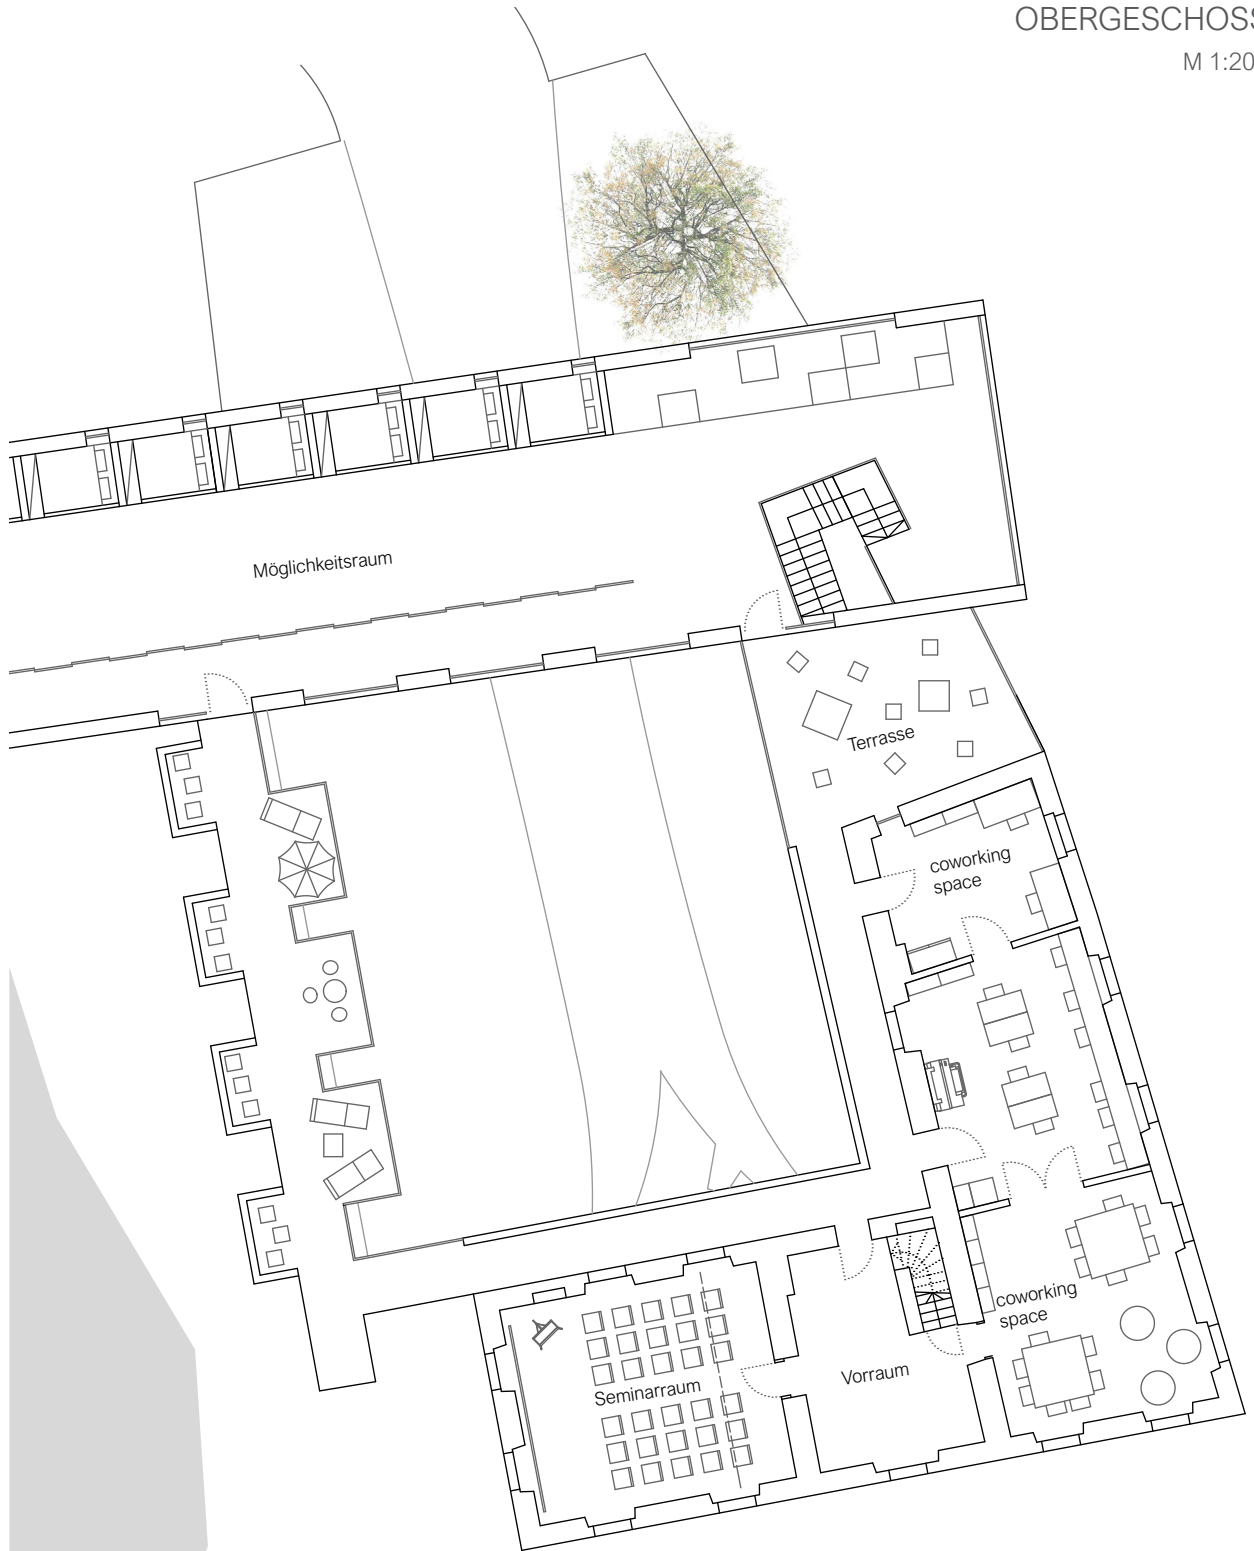 OBERGESCHOSS
M 1:20
Möglichkeitsraum
Terrasse
coworking
space
coworking
space
Seminarraum
Vorraum